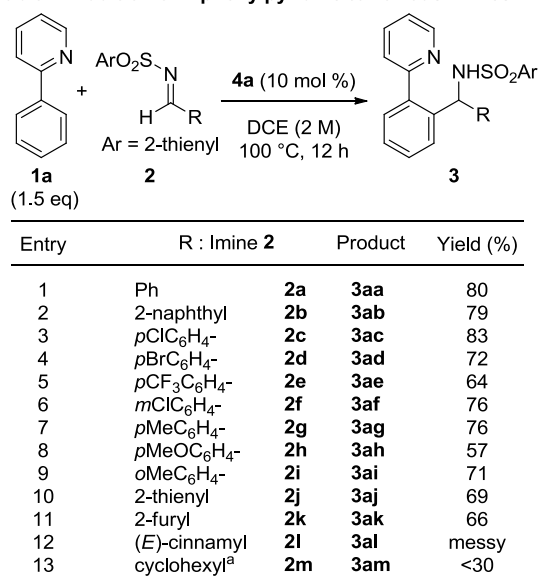 N
ArO2S N
H R
+
Ar = 2-thienyl
1a
(1.5 eq)
2
4a (10 mol %)
DCE (2 M)
100 °C, 12 h
N NHSO2Ar
R
3
Entry R : Imine 2 Product Yield (%)
1 Ph 2a 3aa 80
2 2-naphthyl 2b 3ab 79
3 pClC6H4- 2c 3ac 83
4 pBrC6H4- 2d 3ad 72
5 pCF3C6H4- 2e 3ae 64
6 mClC6H4- 2f 3af 76
7 pMeC6H4- 2g 3ag 76
8 pMeOC6H4- 2h 3ah 57
9 oMeC6H4- 2i 3ai 71
10 2-thienyl 2j 3aj 69
11 2-furyl 2k 3ak 66
12 (E)-cinnamyl 2l 3al messy
13 cyclohexylᵃ 2m 3am <30